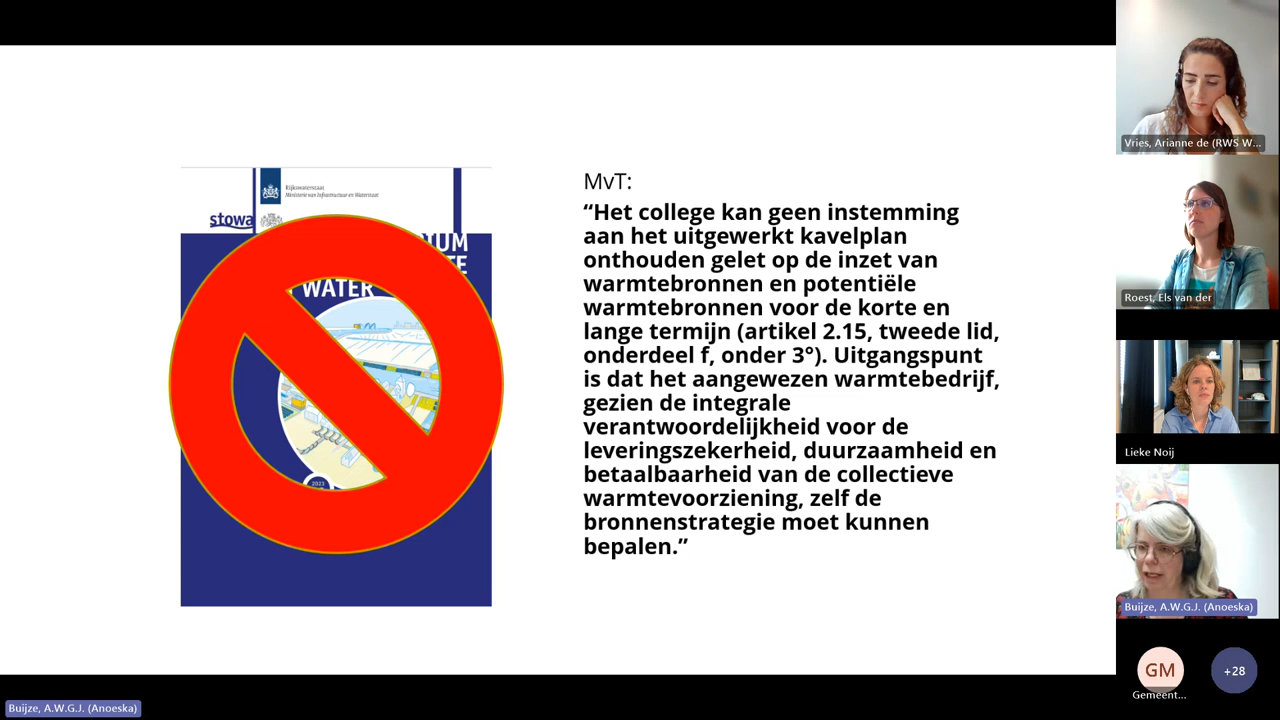 Rijkswaterstaat
Ministerie van Infrastructuur en Waterstaat
stowa
WATER
2023
MvT:
“Het college kan geen instemming
aan het uitgewerkt kavelplan
onthouden gelet op de inzet van
warmtebronnen en potentiële
warmtebronnen voor de korte en
lange termijn (artikel 2.15, tweede lid,
onderdeel f, onder 3°). Uitgangspunt
is dat het aangewezen warmtebedrijf,
gezien de integrale
verantwoordelijkheid voor de
leveringszekerheid, duurzaamheid en
betaalbaarheid van de collectieve
warmtevoorziening, zelf de
bronnenstrategie moet kunnen
bepalen.”
Vries, Arianne de (RWS W...
Roest, Els van der
Lieke Noij
Buijze, A.W.G.J. (Anoeska)
GM
Gemeent...
+28
Buijze, A.W.G.J. (Anoeska)